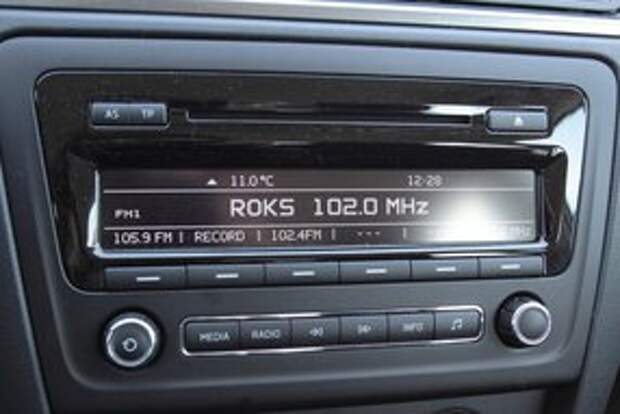 AS TP
11.0°C 12:28
FM1 ROKS 102.0 MHz
105.9 FM | RECORD | 102.4FM | --- |
MEDIA RADIO INFO